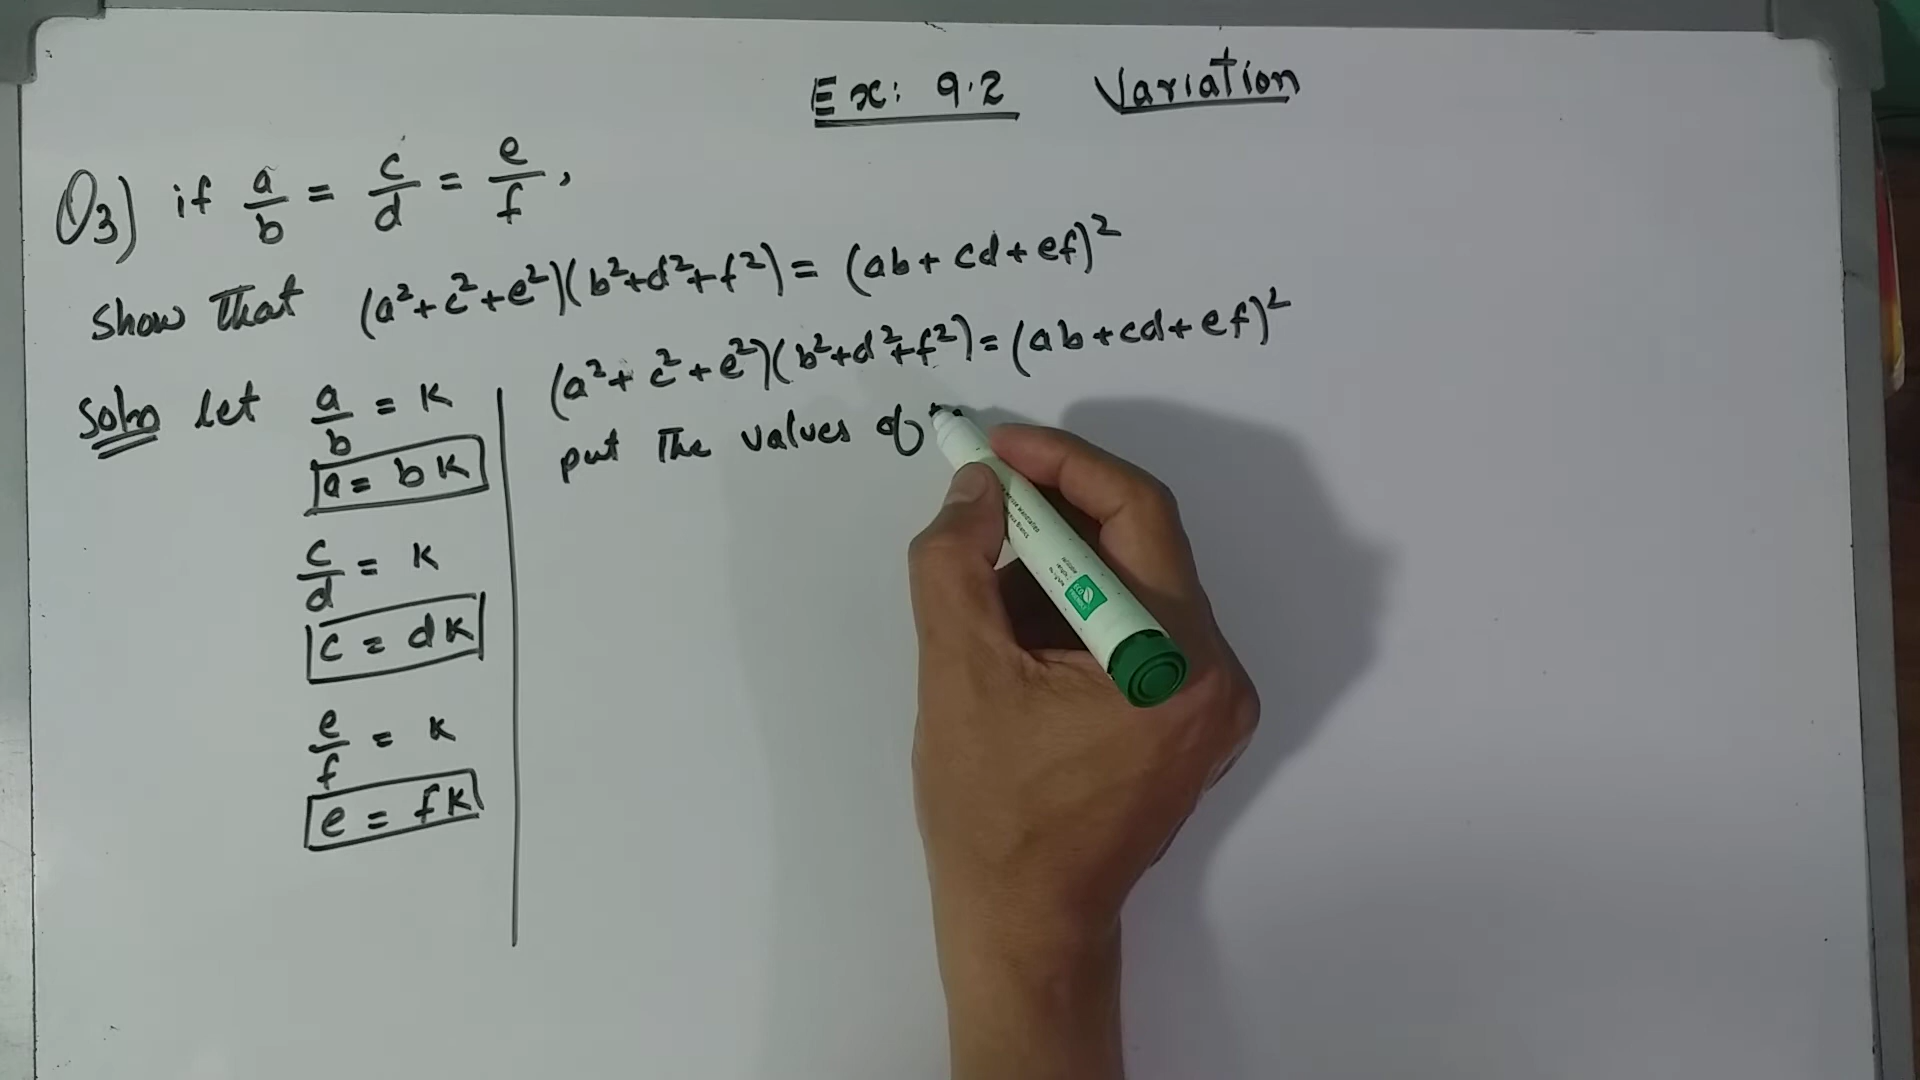 Ex: 9.2 Variation
Q3) if a/b = c/d = e/f,
show That (a²+c²+e²)(b²+d²+f²) = (ab+cd+ef)²
Soln let a/b = K
a = bK
c/d = K
c = dK
e/f = K
e = fK
(a²+c²+e²)(b²+d²+f²) = (ab+cd+ef)²
put The values of
ECO